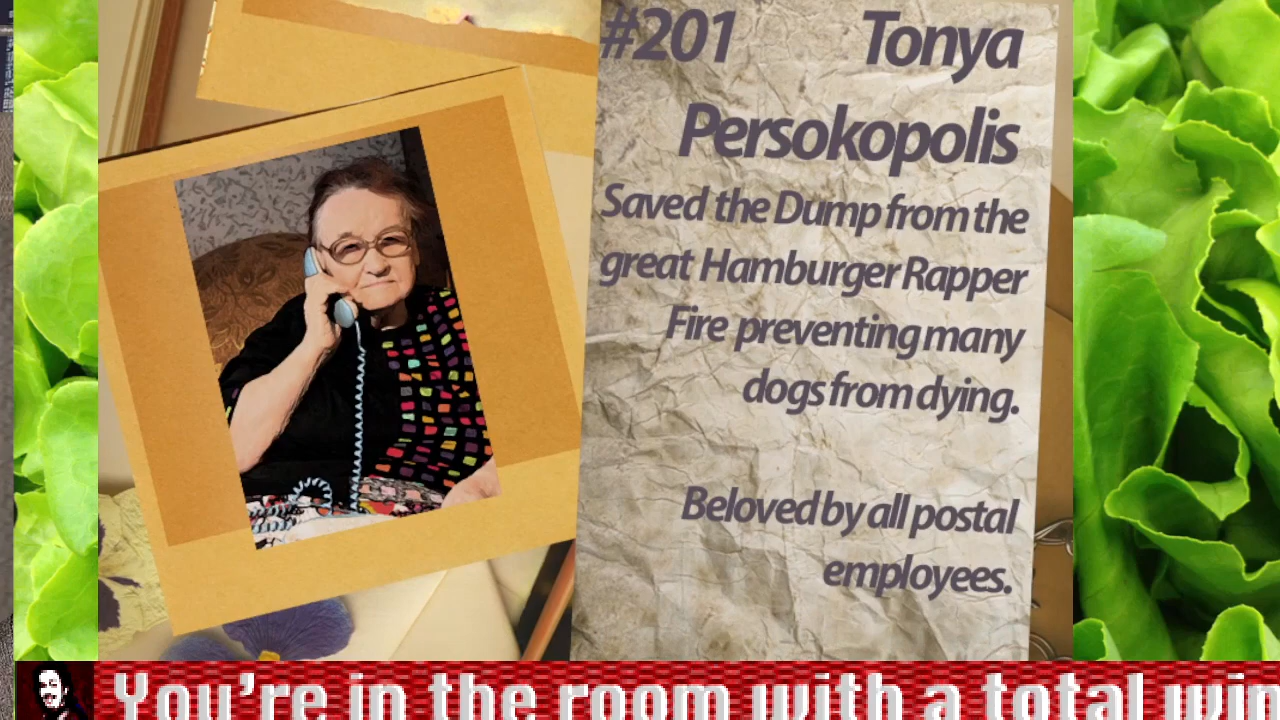 #201 Tonya
Persokopolis
Saved the Dump from the
great Hamburger Rapper
Fire preventing many
dogs from dying.
Beloved by all postal
employees.
You're in the room with a total